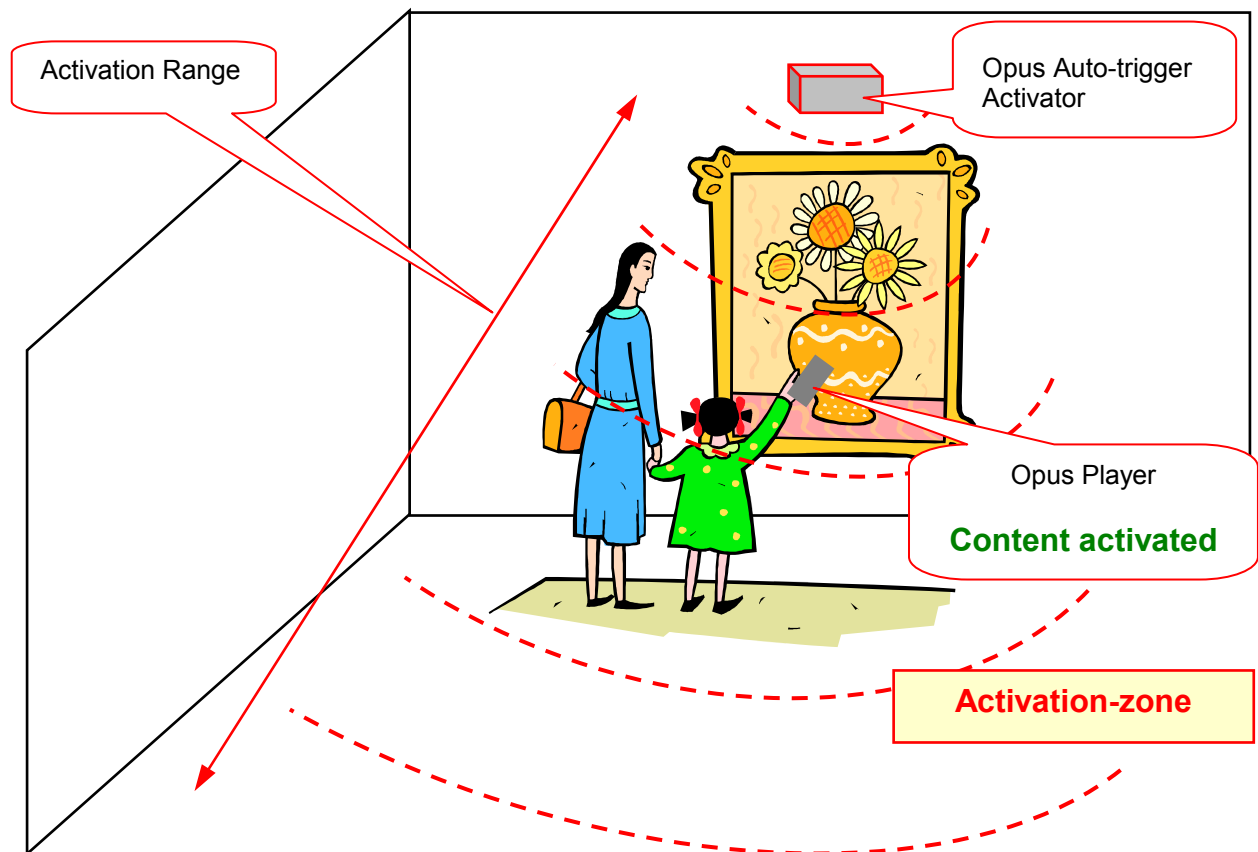 Activation Range
Opus Auto-trigger
Activator
Opus Player
Content activated
Activation-zone